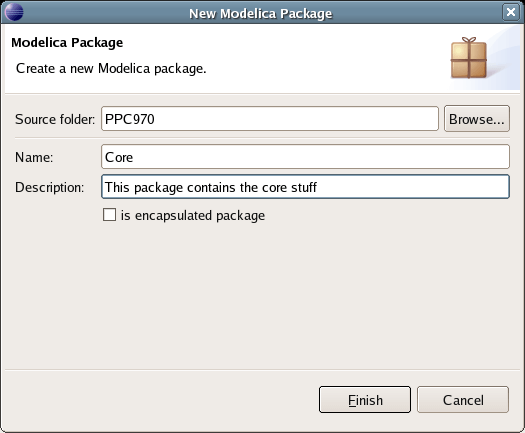 New Modelica Package
Modelica Package
Create a new Modelica package.
Source folder: PPC970 Browse...
Name: Core
Description: This package contains the core stuff
is encapsulated package
Finish Cancel